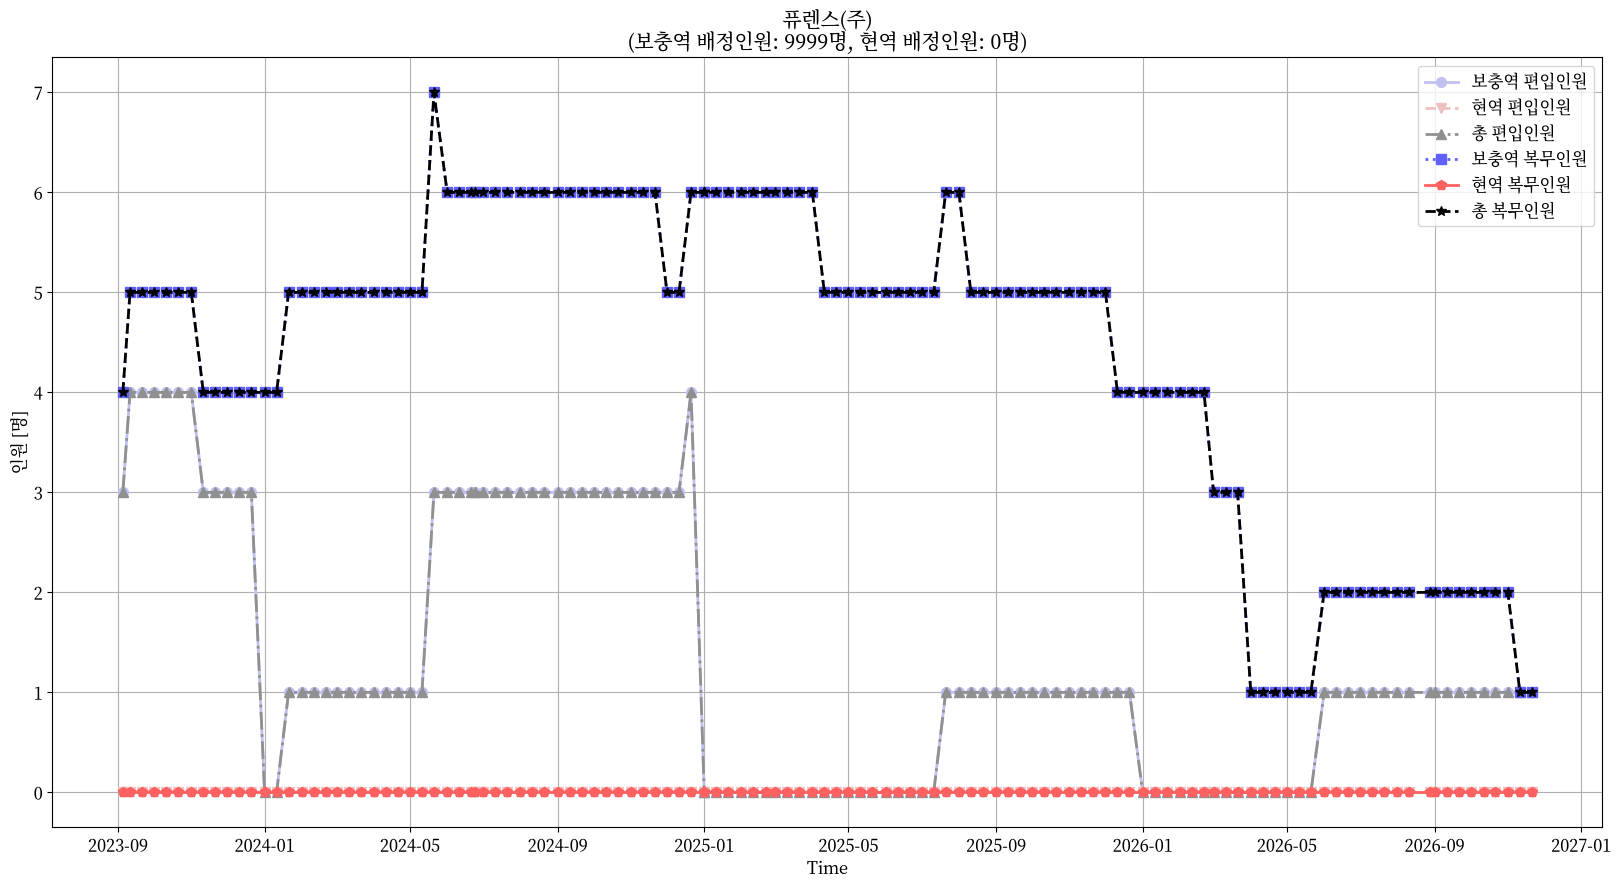 퓨렌스(주)
(보충역 배정인원: 9999명, 현역 배정인원: 0명)
보충역 편입인원
현역 편입인원
총 편입인원
보충역 복무인원
현역 복무인원
총 복무인원
인원 [명]
7
6
5
4
3
2
1
0
2023-09 2024-01 2024-05 2024-09 2025-01 2025-05 2025-09 2026-01 2026-05 2026-09 2027-01
Time